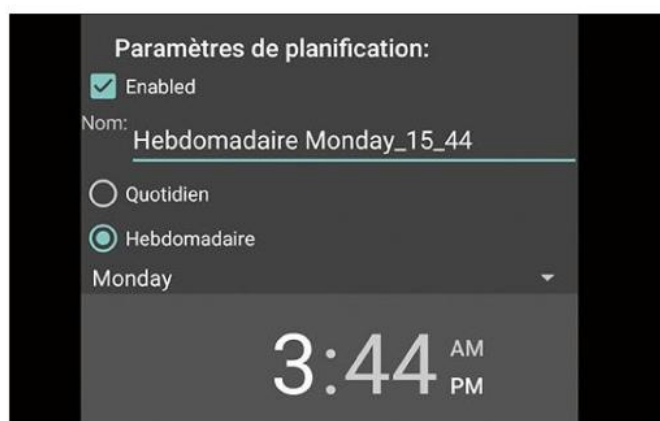 Paramètres de planification:
Enabled
Nom:
Hebdomadaire Monday_15_44
Quotidien
Hebdomadaire
Monday
3:44 AM
PM